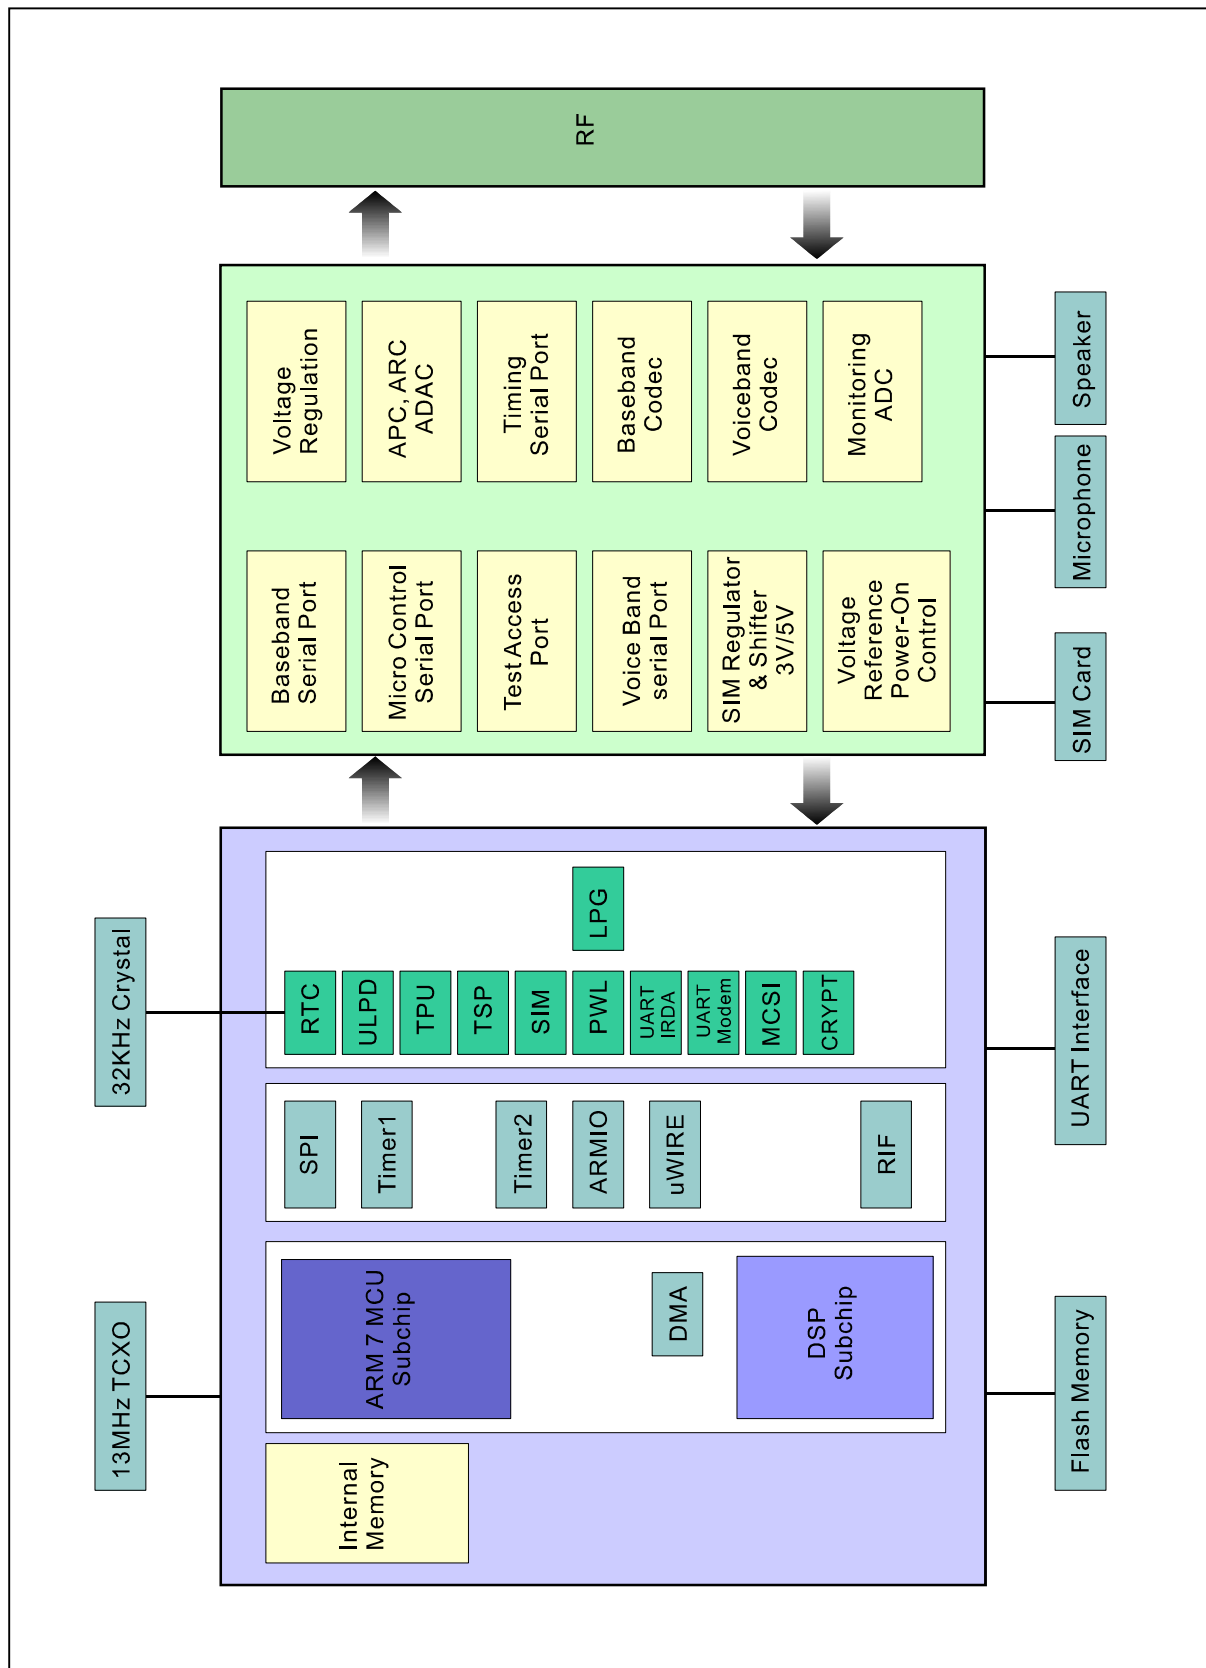 32KHz Crystal
13MHz TCXO
Internal
Memory
ARM 7 MCU
Subchip
DMA
DSP
Subchip
SPI
Timer1
Timer2
ARMIO
uWIRE
RIF
RTC
ULPD
TPU
TSP
SIM
PWL
UART
IRDA
UART
Modem
MCSI
CRYPT
LPG
Baseband
Serial Port
Micro Control
Serial Port
Test Access
Port
Voice Band
serial Port
SIM Regulator
& Shifter
3V/5V
Voltage
Reference
Power-On
Control
Voltage
Regulation
APC, ARC
ADAC
Timing
Serial Port
Baseband
Codec
Voiceband
Codec
Monitoring
ADC
RF
Flash Memory
UART Interface
SIM Card
Microphone
Speaker